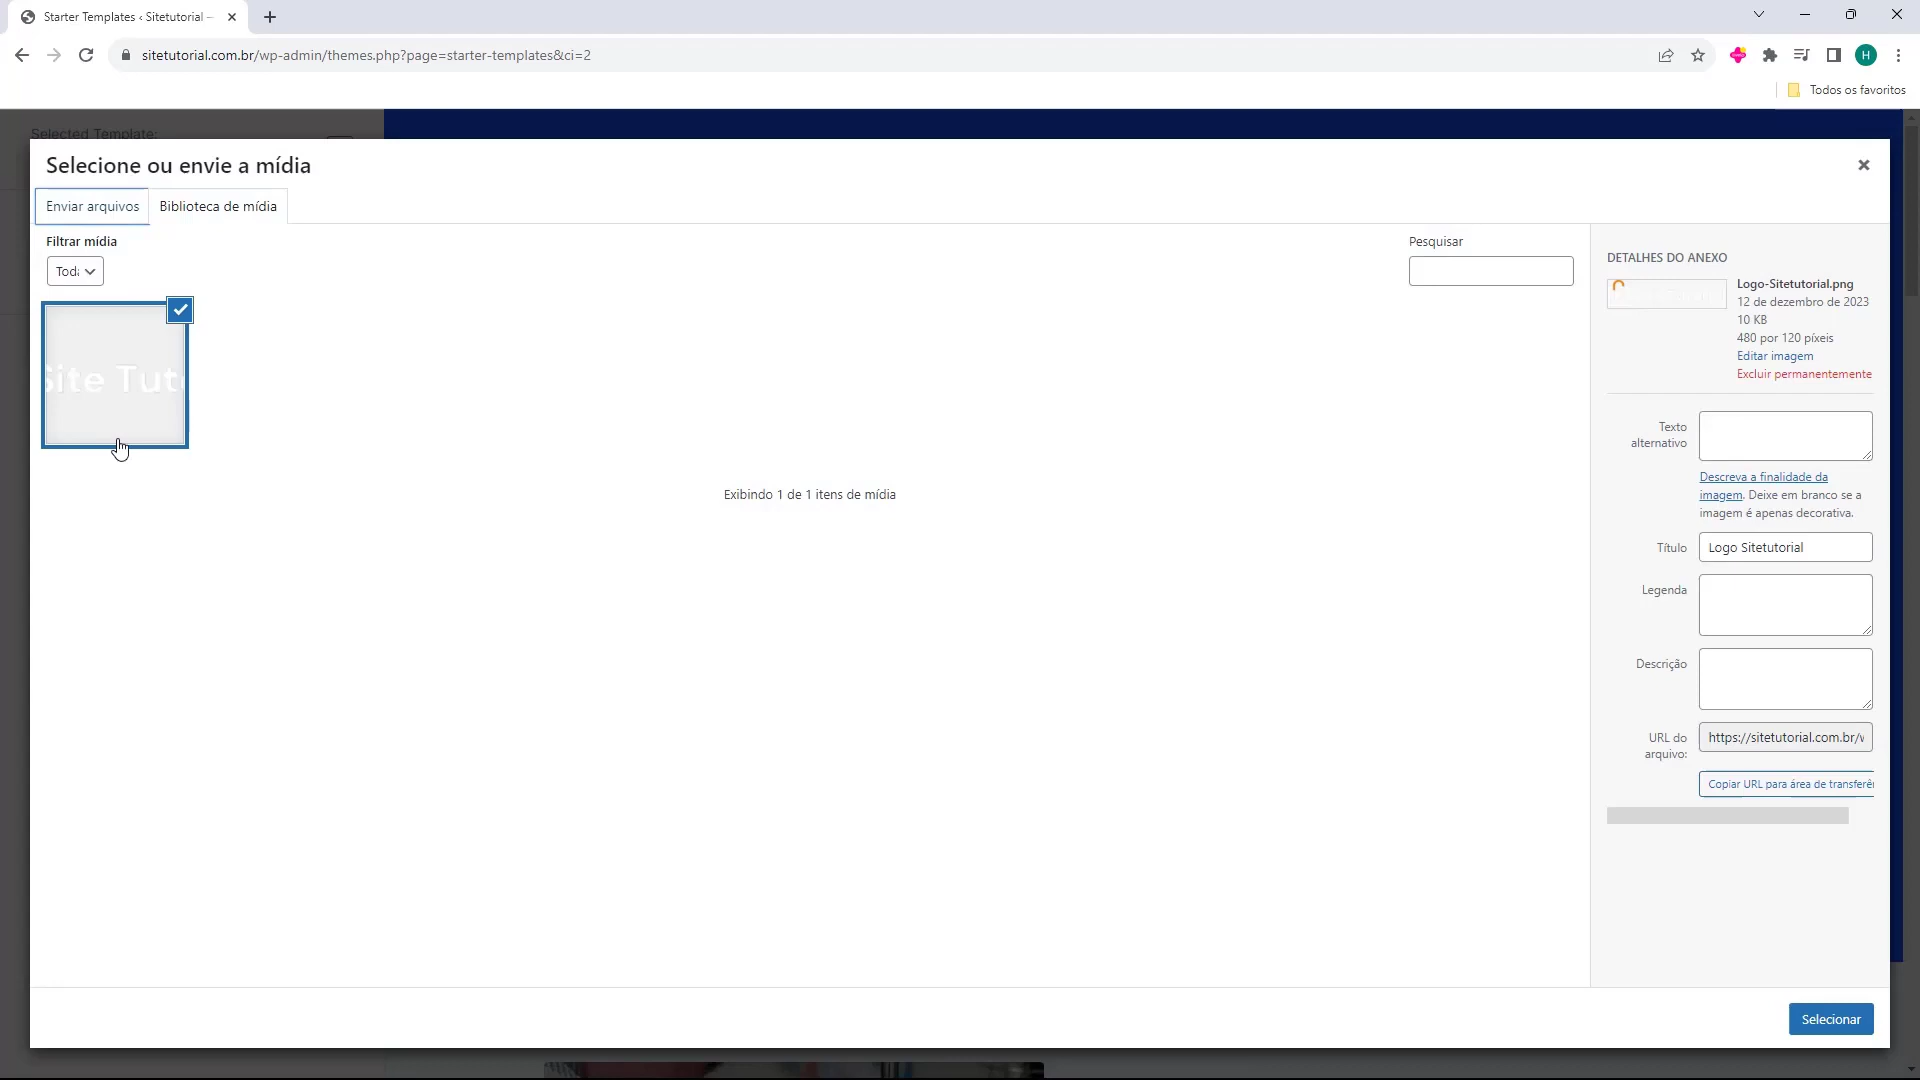 Starter Templates ‹ Sitetutorial –
sitetutorial.com.br/wp-admin/themes.php?page=starter-templates&ci=2
H
Todos os favoritos
Selected Template:
Selecione ou envie a mídia
Enviar arquivos
Biblioteca de mídia
Filtrar mídia
Pesquisar
Toda
Site Tuto
Exibindo 1 de 1 itens de mídia
DETALHES DO ANEXO
Logo-Sitetutorial.png
12 de dezembro de 2023
10 KB
480 por 120 píxeis
Editar imagem
Excluir permanentemente
Texto
alternativo
Descreva a finalidade da
imagem. Deixe em branco se a
imagem é apenas decorativa.
Título
Logo Sitetutorial
Legenda
Descrição
URL do
arquivo:
https://sitetutorial.com.br/w
Copiar URL para área de transferên
Selecionar